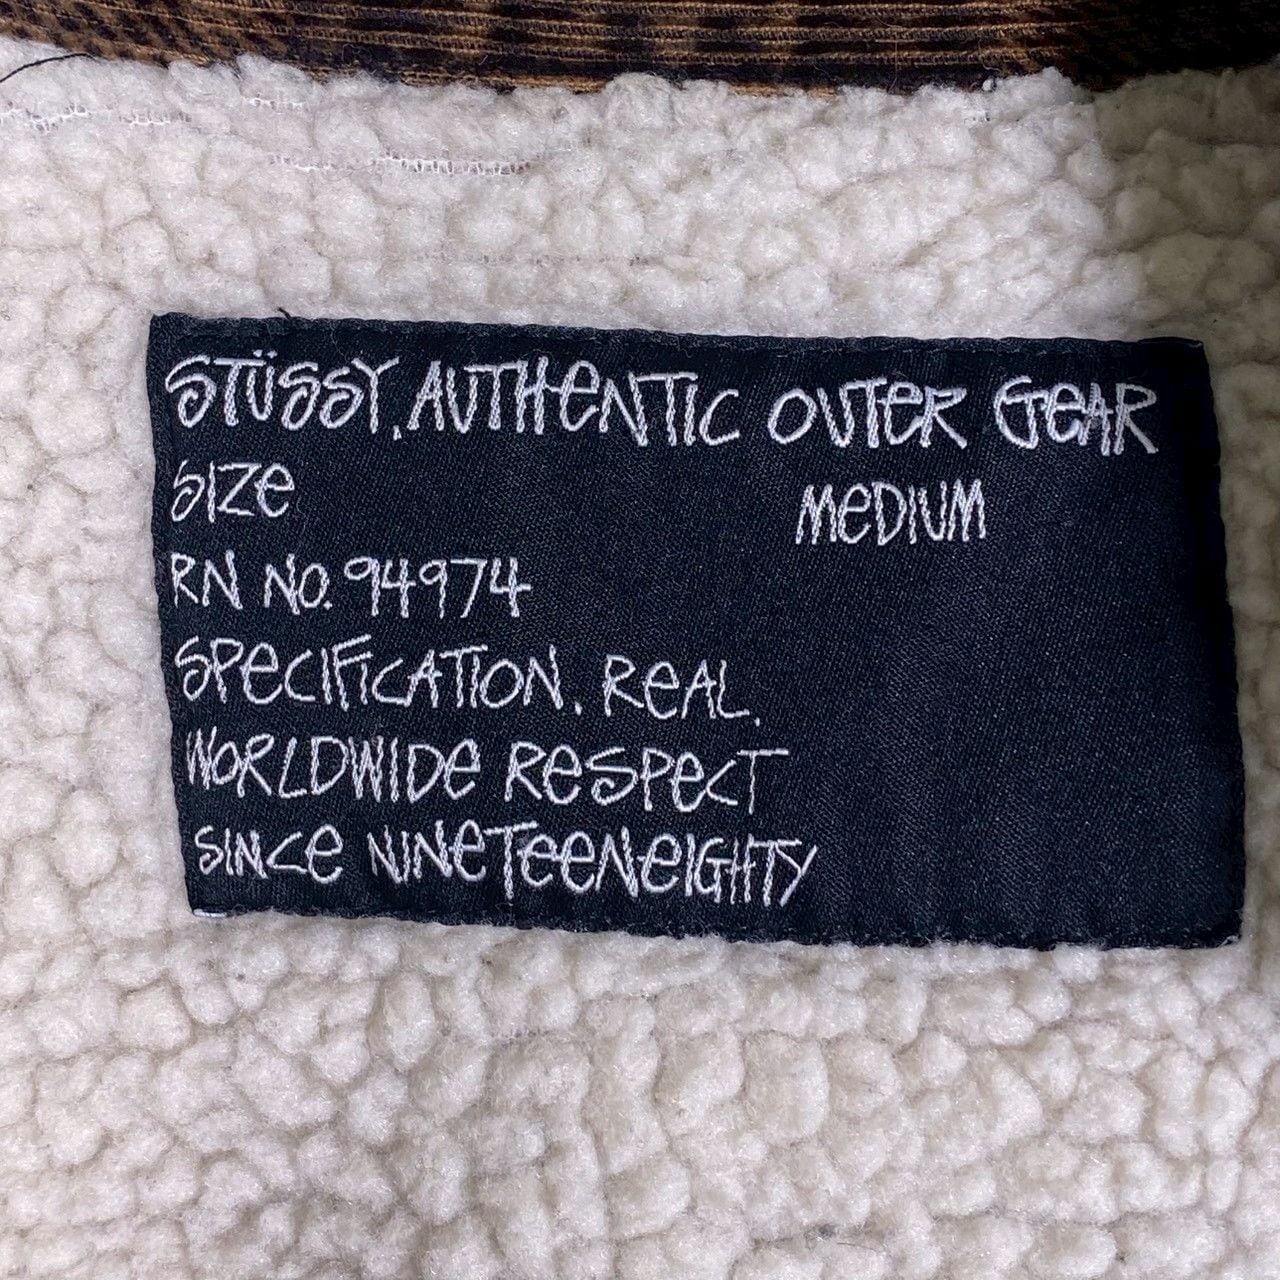 STÜSSY. AUTHENTIC OUTER GEAR
SIZE MEDIUM
RN NO. 94974
SPECIFICATION. REAL.
WORLDWIDE RESPECT
SINCE NINETEENEIGHTY